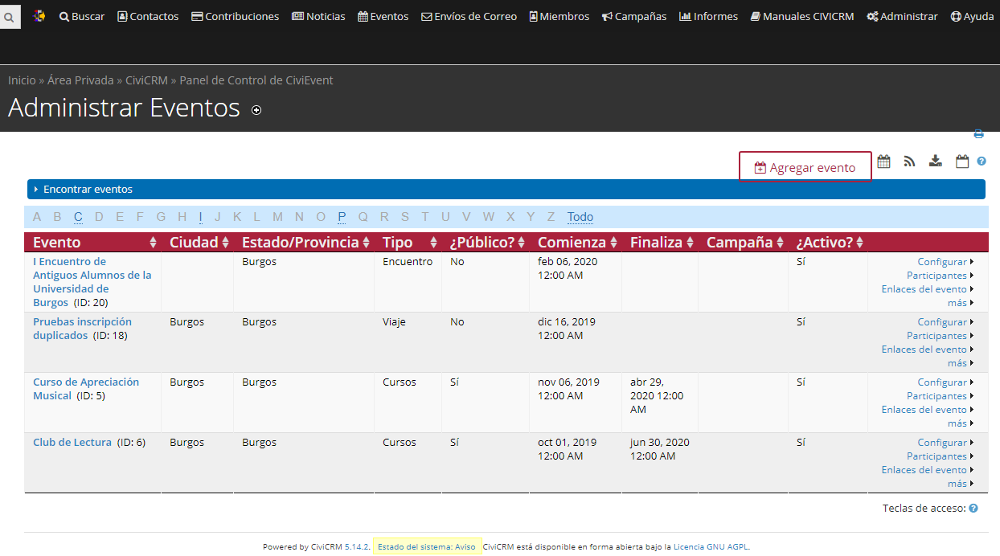 Buscar Contactos Contribuciones Noticias Eventos Envíos de Correo Miembros Campañas Informes Manuales CIVICRM Administrar Ayuda
Inicio » Área Privada » CiviCRM » Panel de Control de CiviEvent
Administrar Eventos
Agregar evento
Encontrar eventos
A B C D E F G H I J K L M N O P Q R S T U V W X Y Z Todo
Evento Ciudad Estado/Provincia Tipo ¿Público? Comienza Finaliza Campaña ¿Activo?
I Encuentro de Burgos Encuentro No feb 06, 2020 Sí Configurar
Antiguos Alumnos de la 12:00 AM Participantes
Universidad de Enlaces del evento
Burgos (ID: 20) más
Pruebas inscripción Burgos Burgos Viaje No dic 16, 2019 Sí Configurar
duplicados (ID: 18) 12:00 AM Participantes
Enlaces del evento
más
Curso de Apreciación Burgos Burgos Cursos Sí nov 06, 2019 abr 29, Sí Configurar
Musical (ID: 5) 12:00 AM 2020 12:00 Participantes
AM Enlaces del evento
más
Club de Lectura (ID: 6) Burgos Burgos Cursos Sí oct 01, 2019 jun 30, 2020 Sí Configurar
12:00 AM 12:00 AM Participantes
Enlaces del evento
más
Teclas de acceso:
Powered by CiviCRM 5.14.2. Estado del sistema: Aviso CiviCRM está disponible en forma abierta bajo la Licencia GNU AGPL.